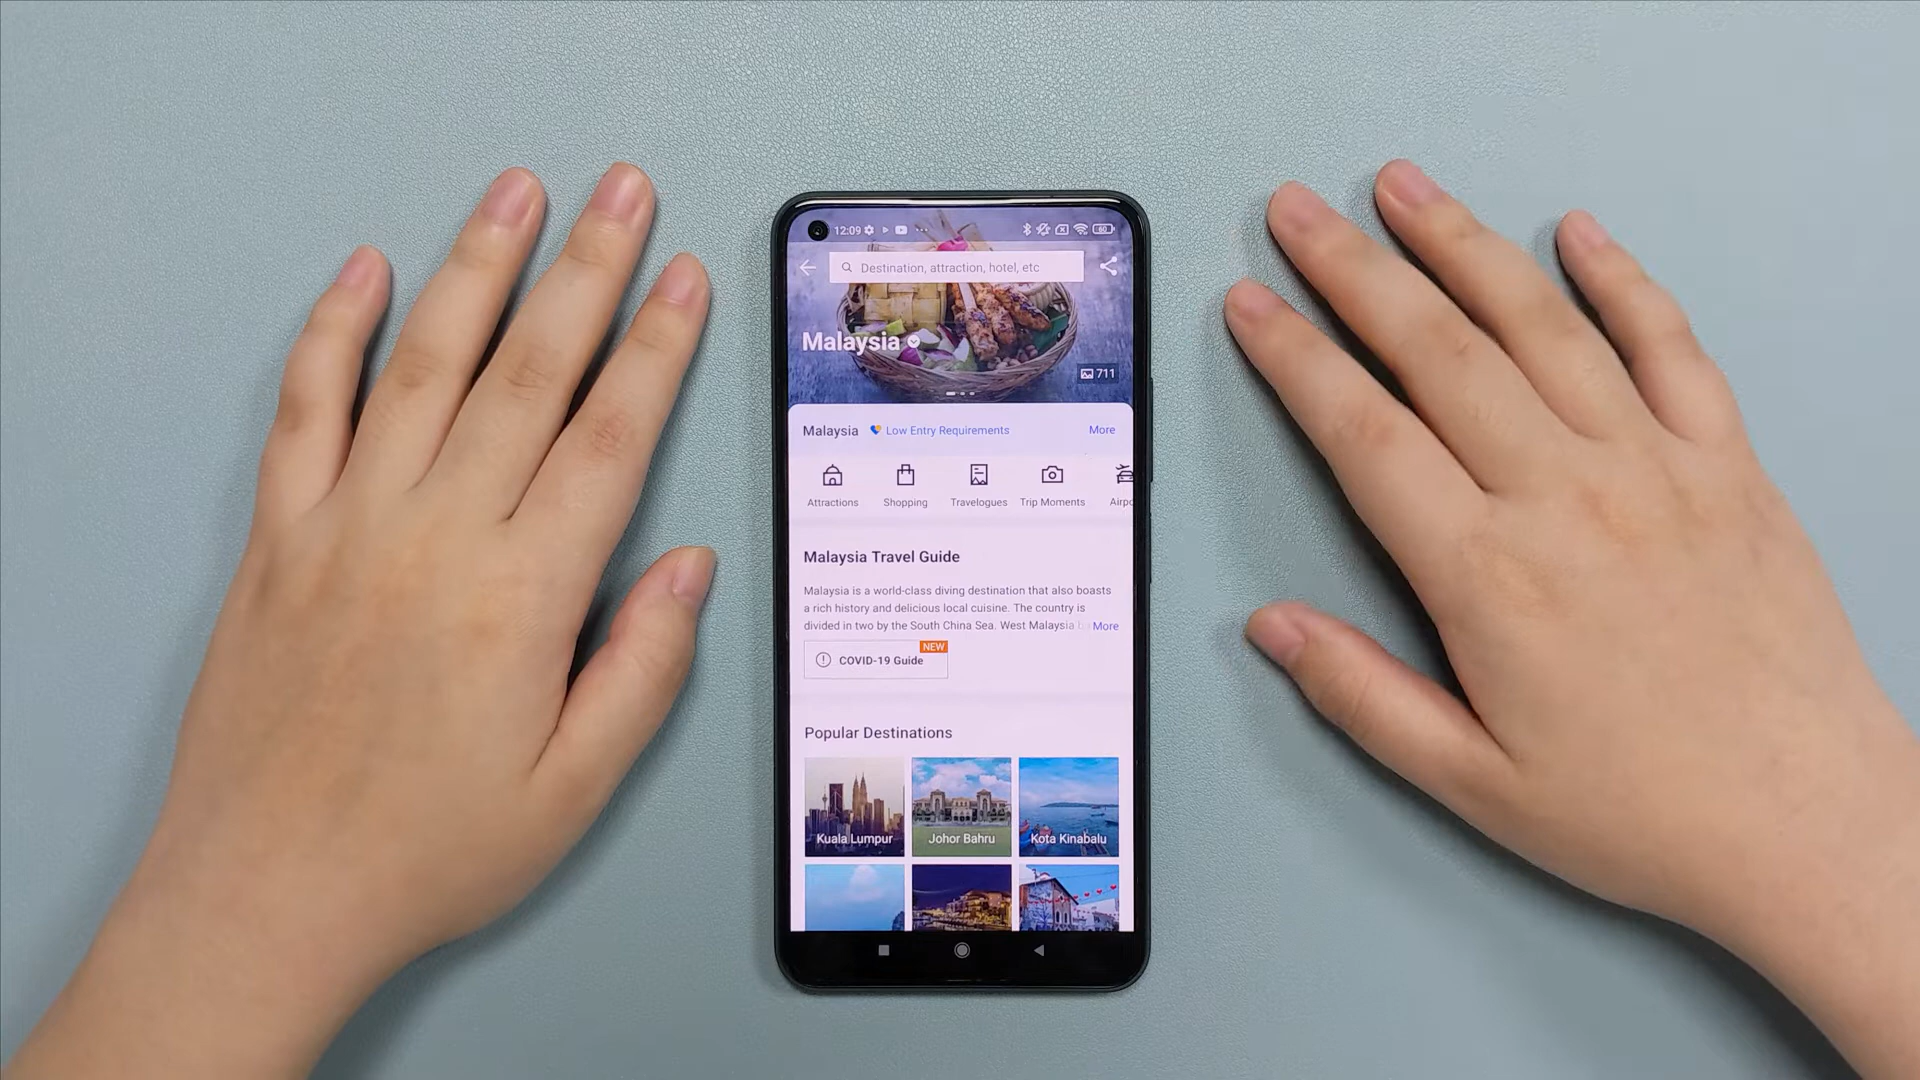 12:09
60
Destination, attraction, hotel, etc
Malaysia
711
Malaysia
Low Entry Requirements
More
Attractions
Shopping
Travelogues
Trip Moments
Airpo
Malaysia Travel Guide
Malaysia is a world-class diving destination that also boasts
a rich history and delicious local cuisine. The country is
divided in two by the South China Sea. West Malaysia
More
NEW
COVID-19 Guide
Popular Destinations
Kuala Lumpur
Johor Bahru
Kota Kinabalu